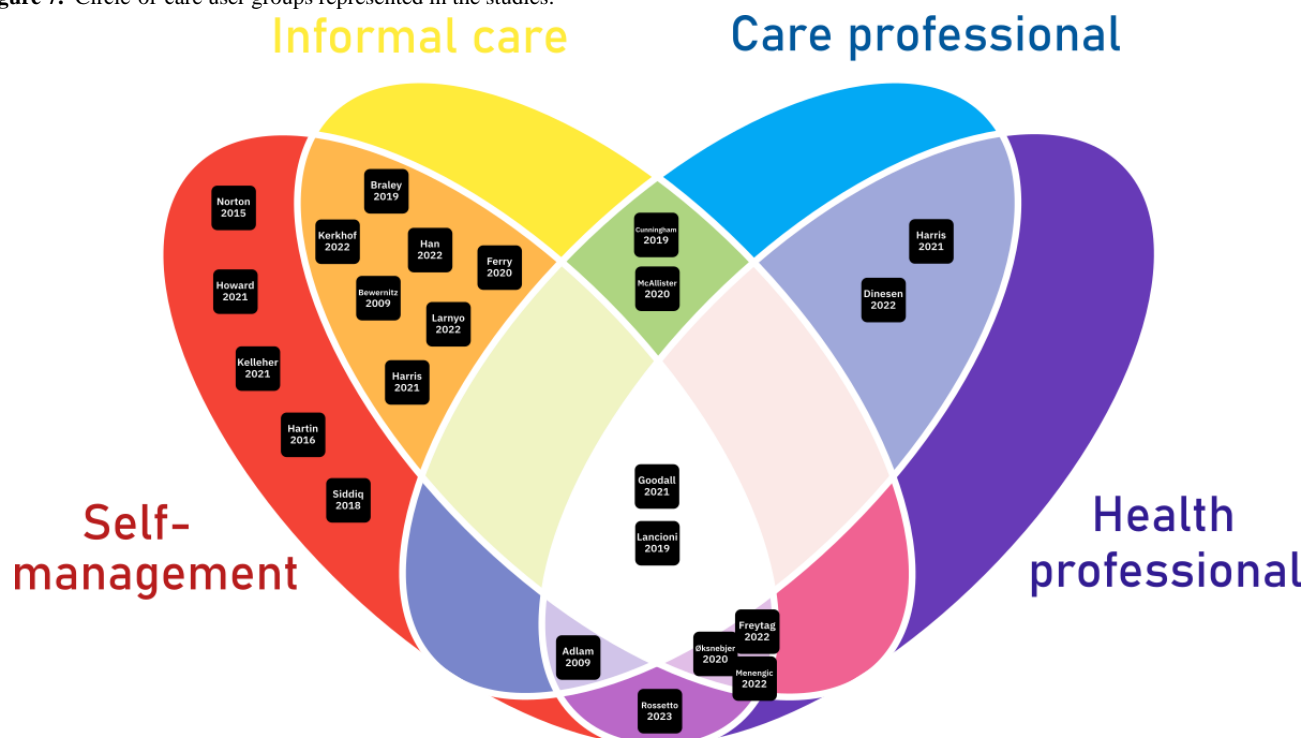 gure 7. Circle-of-care user groups represented in the studies.
Informal care
Care professional
Self-
management
Health
professional
Norton
2015
Howard
2021
Kelleher
2021
Hartin
2016
Siddiq
2018
Braley
2019
Kerkhof
2022
Han
2022
Ferry
2020
Bewernitz
2009
Larnyo
2022
Harris
2021
Cunningham
2019
McAllister
2020
Harris
2021
Dinesen
2022
Goodall
2021
Lancioni
2019
Adlam
2009
Freytag
2022
Øksnebjer
2020
Menengic
2022
Rossetto
2023